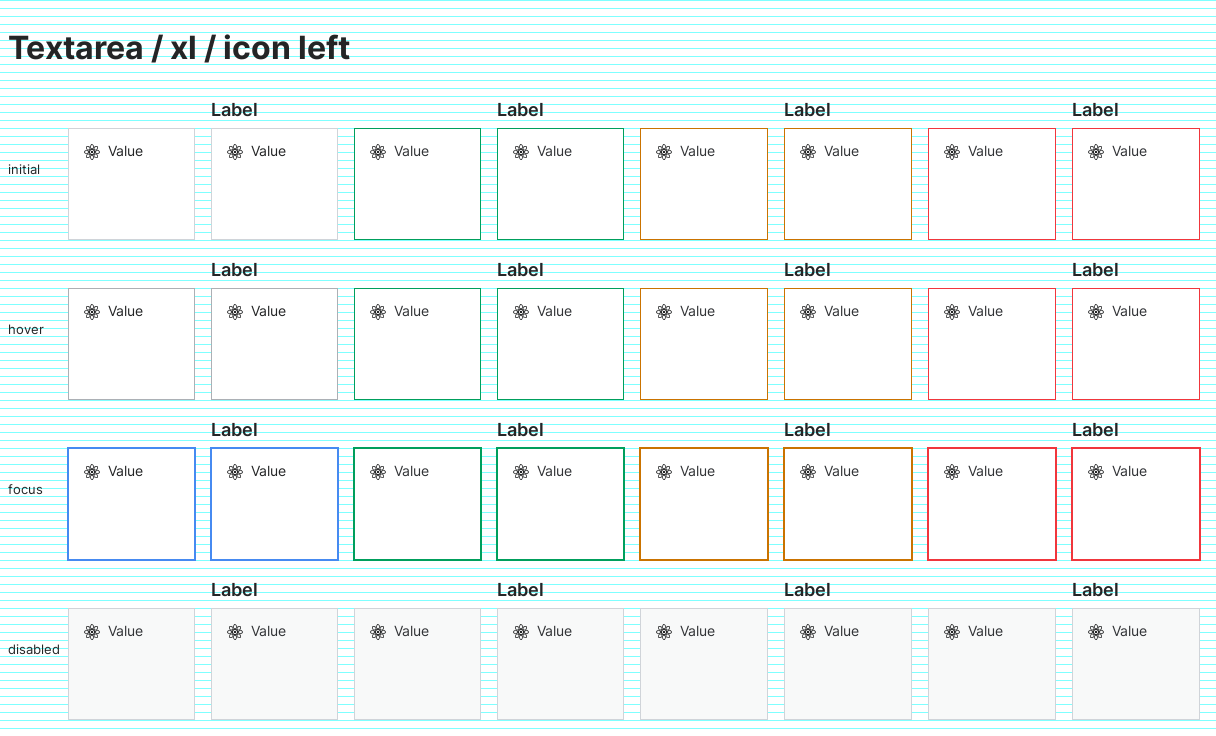 Textarea / xl / icon left
Label Label Label Label
initial Value Value Value Value Value Value Value Value
Label Label Label Label
hover Value Value Value Value Value Value Value Value
Label Label Label Label
focus Value Value Value Value Value Value Value Value
Label Label Label Label
disabled Value Value Value Value Value Value Value Value